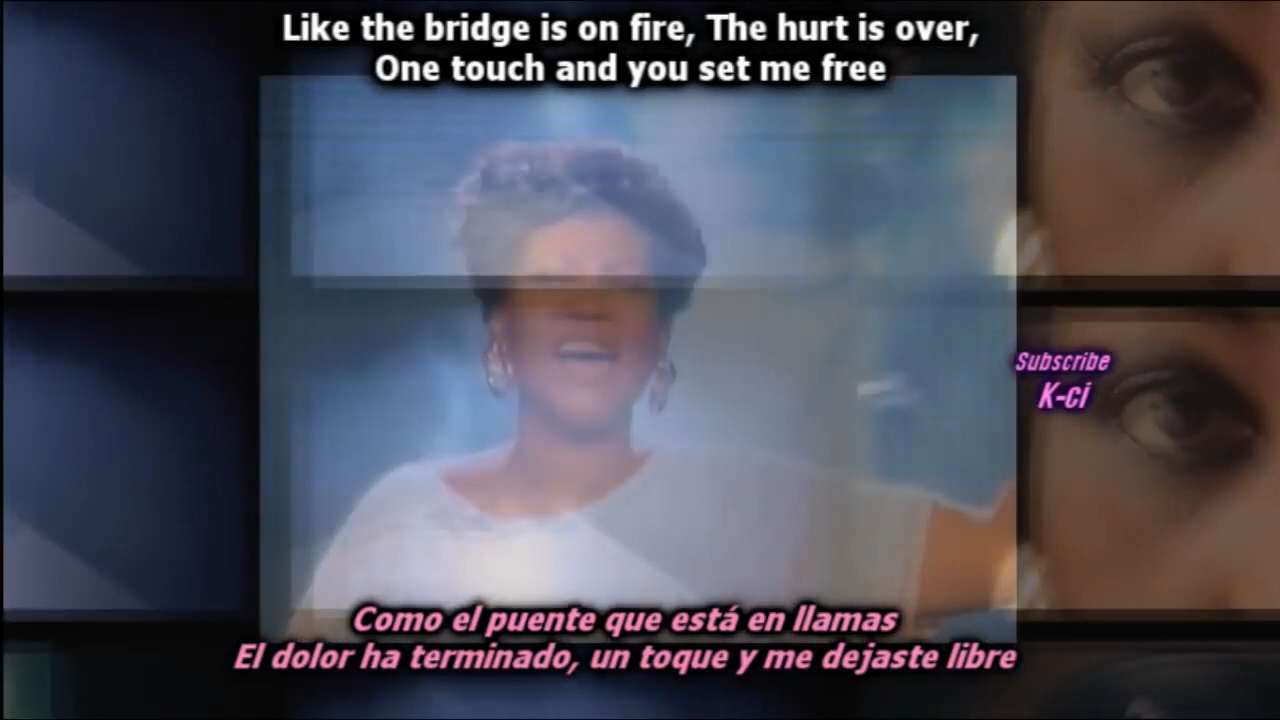 Like the bridge is on fire, The hurt is over,
One touch and you set me free
Subscribe
K-ci
Como el puente que está en llamas
El dolor ha terminado, un toque y me dejaste libre